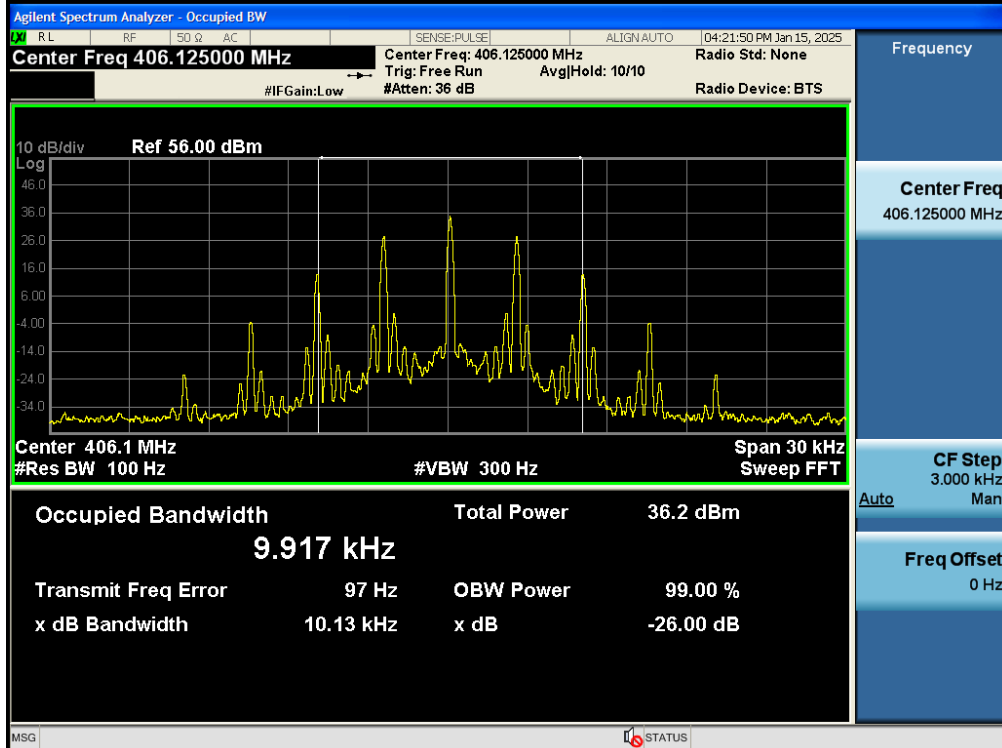 Agilent Spectrum Analyzer - Occupied BW
LXI RL RF 50 Ω AC SENSE:PULSE ALIGN AUTO 04:21:50 PM Jan 15, 2025
Center Freq 406.125000 MHz
Center Freq: 406.125000 MHz Radio Std: None
Trig: Free Run Avg|Hold: 10/10
#IFGain:Low #Atten: 36 dB Radio Device: BTS
10 dB/div Ref 56.00 dBm
Log
46.0
36.0
26.0
16.0
6.00
-4.00
-14.0
-24.0
-34.0
Center 406.1 MHz Span 30 kHz
#Res BW 100 Hz #VBW 300 Hz Sweep FFT
Occupied Bandwidth Total Power 36.2 dBm
9.917 kHz
Transmit Freq Error 97 Hz OBW Power 99.00 %
x dB Bandwidth 10.13 kHz x dB -26.00 dB
Frequency
Center Freq
406.125000 MHz
CF Step
3.000 kHz
Auto Man
Freq Offset
0 Hz
MSG STATUS